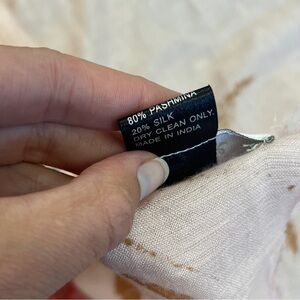 80% PASHMINA
20% SILK
DRY CLEAN ONLY.
MADE IN INDIA